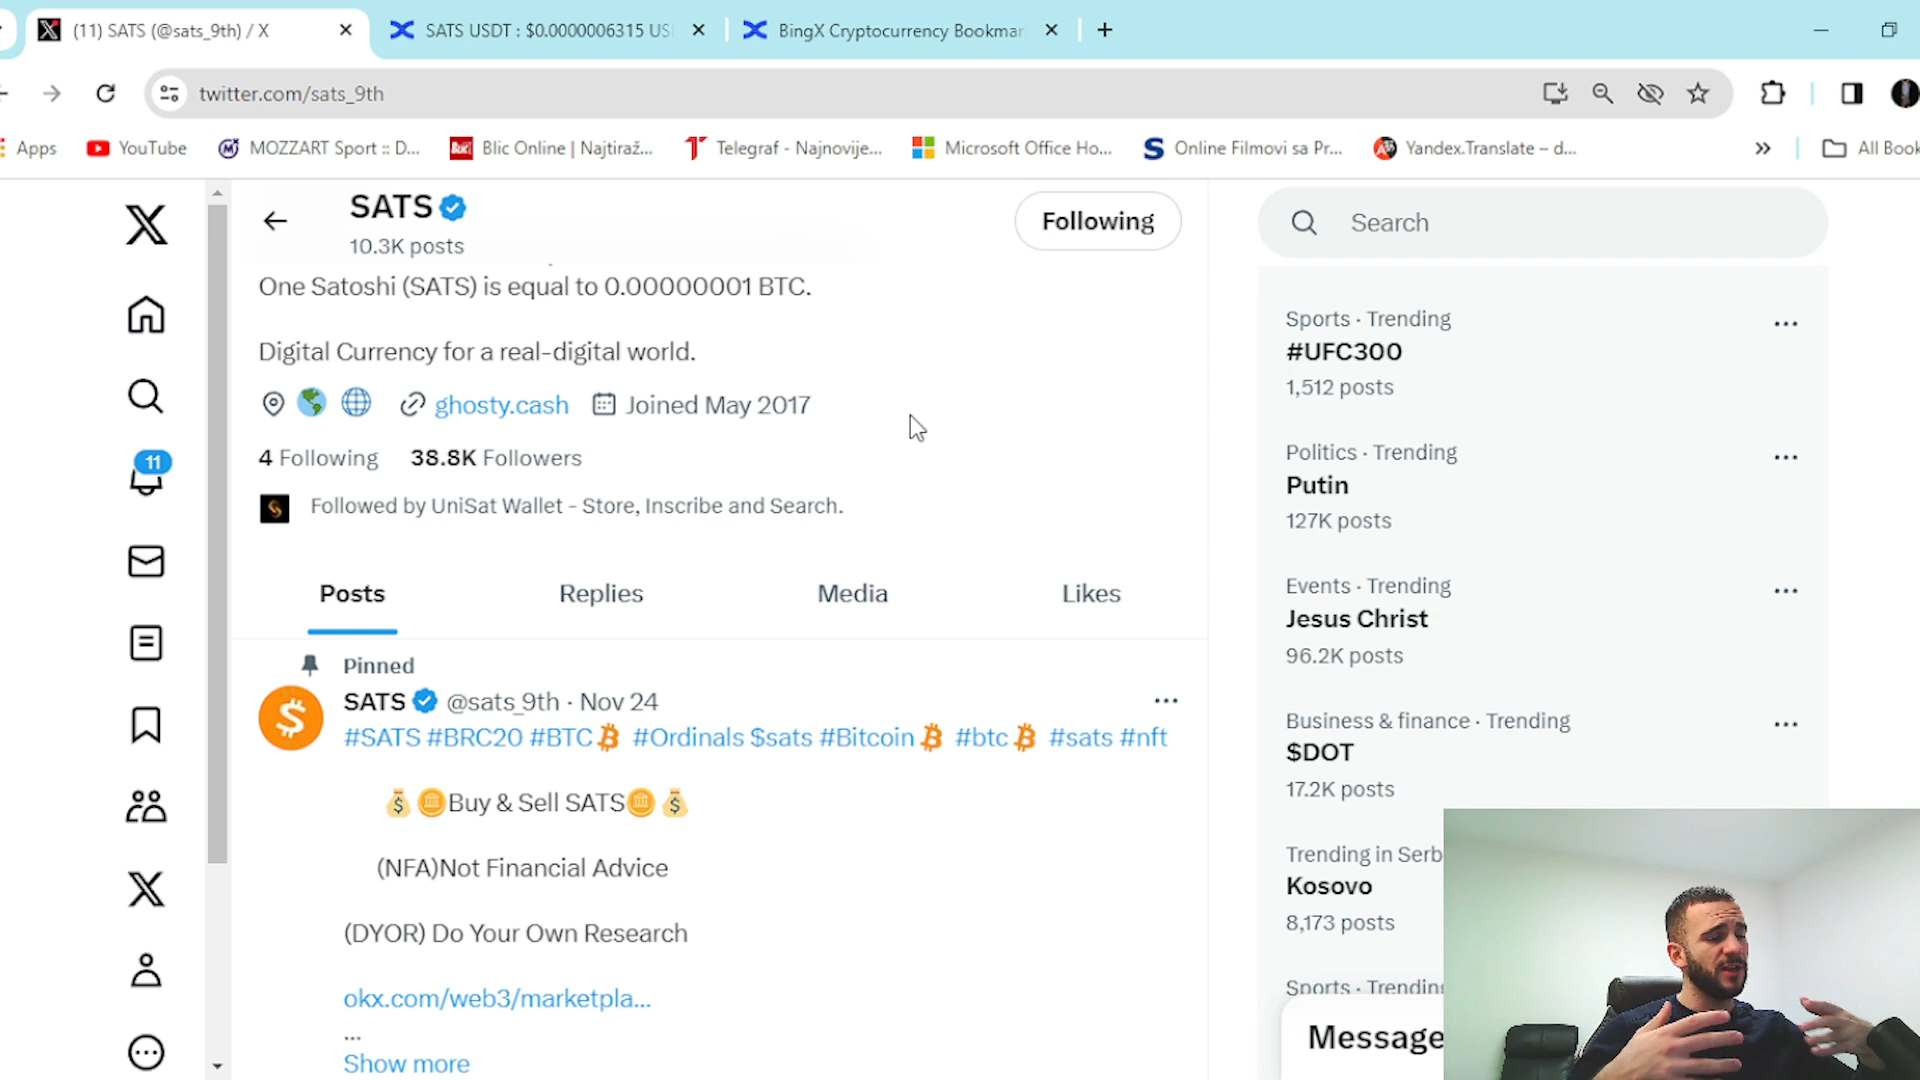 (11) SATS (@sats_9th) / X
SATS USDT : $0.0000006315 US
BingX Cryptocurrency Bookmar
twitter.com/sats_9th
Apps
YouTube
MOZZART Sport :: D...
Blic Online | Najtiraž...
Telegraf - Najnovije...
Microsoft Office Ho...
Online Filmovi sa Pr...
Yandex.Translate – d...
All Book
SATS
10.3K posts
Following
Search
One Satoshi (SATS) is equal to 0.00000001 BTC.
Digital Currency for a real-digital world.
ghosty.cash
Joined May 2017
4 Following
38.8K Followers
Followed by UniSat Wallet - Store, Inscribe and Search.
Posts
Replies
Media
Likes
11
Pinned
SATS @sats_9th · Nov 24
#SATS #BRC20 #BTC #Ordinals $sats #Bitcoin #btc #sats #nft
Buy & Sell SATS
(NFA)Not Financial Advice
(DYOR) Do Your Own Research
okx.com/web3/marketpla...
...
Show more
Sports · Trending
#UFC300
1,512 posts
Politics · Trending
Putin
127K posts
Events · Trending
Jesus Christ
96.2K posts
Business & finance · Trending
$DOT
17.2K posts
Trending in Serb
Kosovo
8,173 posts
Sports · Trending
Message